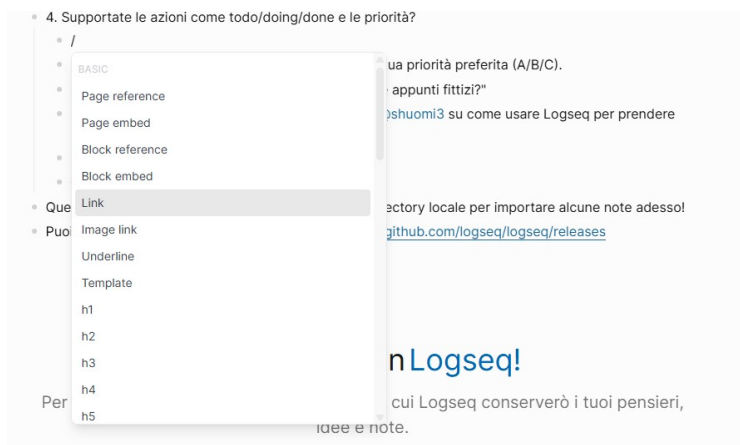 4. Supportate le azioni come todo/doing/done e le priorità?
/
BASIC
ua priorità preferita (A/B/C).
Page reference
appunti fittizi?"
Page embed
@shuomi3 su come usare Logseq per prendere
Block reference
Block embed
Link
Que
ectory locale per importare alcune note adesso!
Image link
Puoi
github.com/logseq/logseq/releases
Underline
Template
h1
h2
h3
n Logseq!
h4
Per
cui Logseq conserverò i tuoi pensieri,
h5
idee e note.